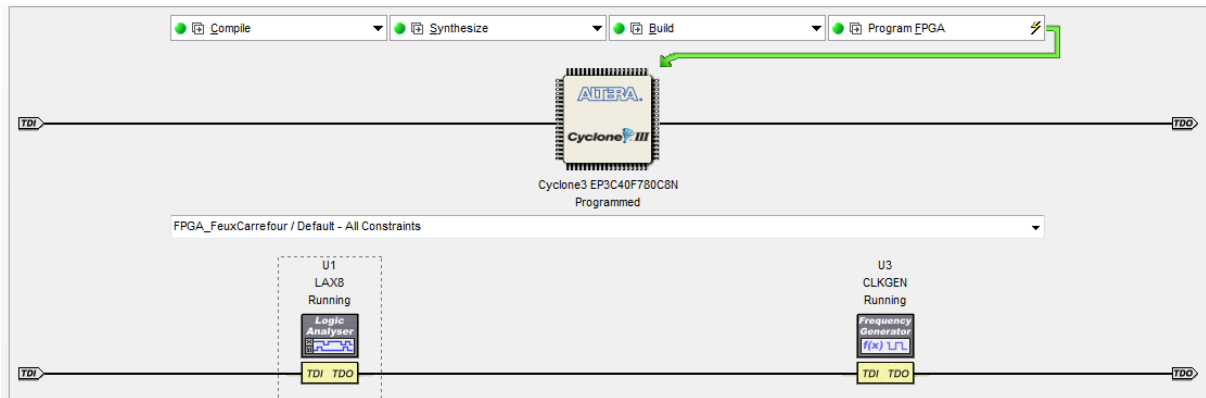 Compile Synthesize Build Program FPGA
ALTERA.
TDI TDO
Cyclone III
Cyclone3 EP3C40F780C8N
Programmed
FPGA_FeuxCarrefour / Default - All Constraints
U1 U3
LAX8 CLKGEN
Running Running
Logic Frequency
Analyser Generator
f(x)
TDI TDI TDO TDI TDO TDO